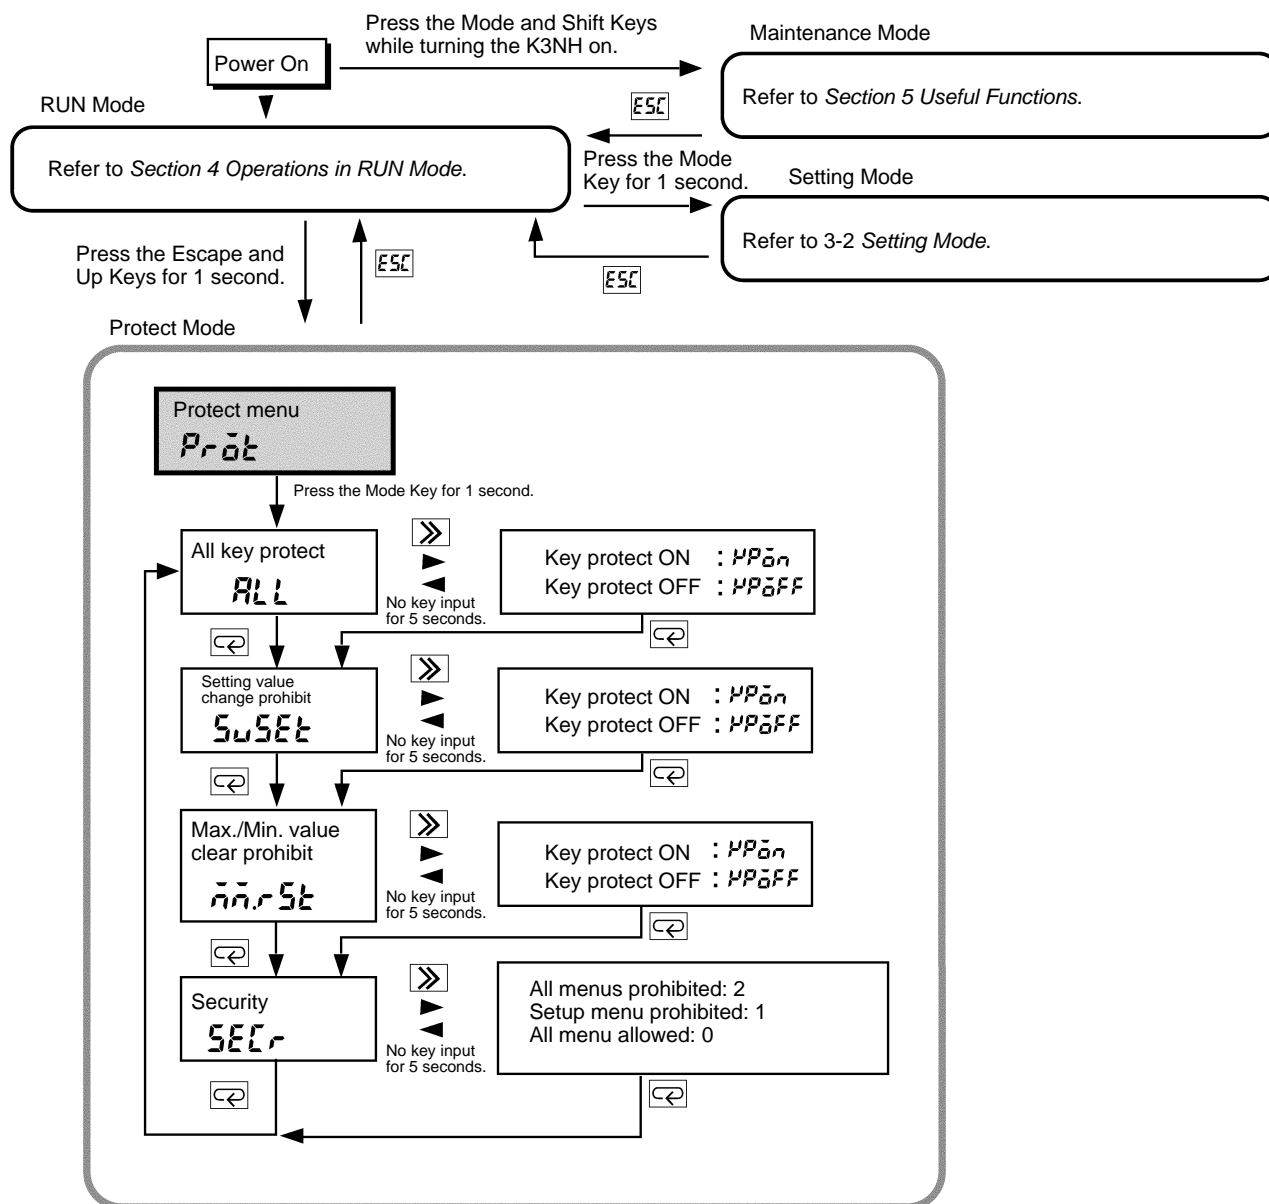 Press the Mode and Shift Keys
while turning the K3NH on.
Maintenance Mode
Power On
Refer to Section 5 Useful Functions.
RUN Mode
ESC
Refer to Section 4 Operations in RUN Mode.
Press the Mode
Key for 1 second.
Setting Mode
Refer to 3-2 Setting Mode.
Press the Escape and
Up Keys for 1 second.
ESC
ESC
Protect Mode
Protect menu
Prot
Press the Mode Key for 1 second.
All key protect
ALL
No key input
for 5 seconds.
Key protect ON : KPon
Key protect OFF : KPoFF
Setting value
change prohibit
SvSEt
No key input
for 5 seconds.
Key protect ON : KPon
Key protect OFF : KPoFF
Max./Min. value
clear prohibit
mm.rSt
No key input
for 5 seconds.
Key protect ON : KPon
Key protect OFF : KPoFF
Security
SECr
No key input
for 5 seconds.
All menus prohibited: 2
Setup menu prohibited: 1
All menu allowed: 0